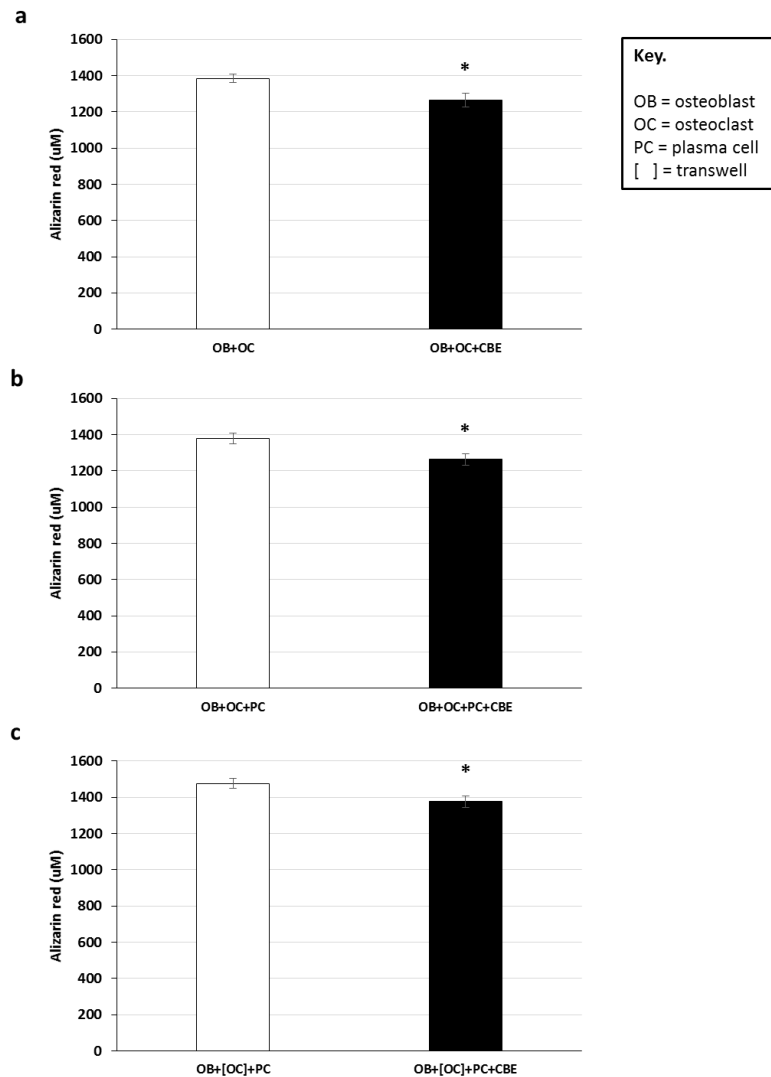 a
Alizarin red (uM)
1600
1400
1200
1000
800
600
400
200
0
*
OB+OC
OB+OC+CBE
Key.
OB = osteoblast
OC = osteoclast
PC = plasma cell
[ ] = transwell
b
Alizarin red (uM)
1600
1400
1200
1000
800
600
400
200
0
*
OB+OC+PC
OB+OC+PC+CBE
c
Alizarin red (uM)
1600
1400
1200
1000
800
600
400
200
0
*
OB+[OC]+PC
OB+[OC]+PC+CBE